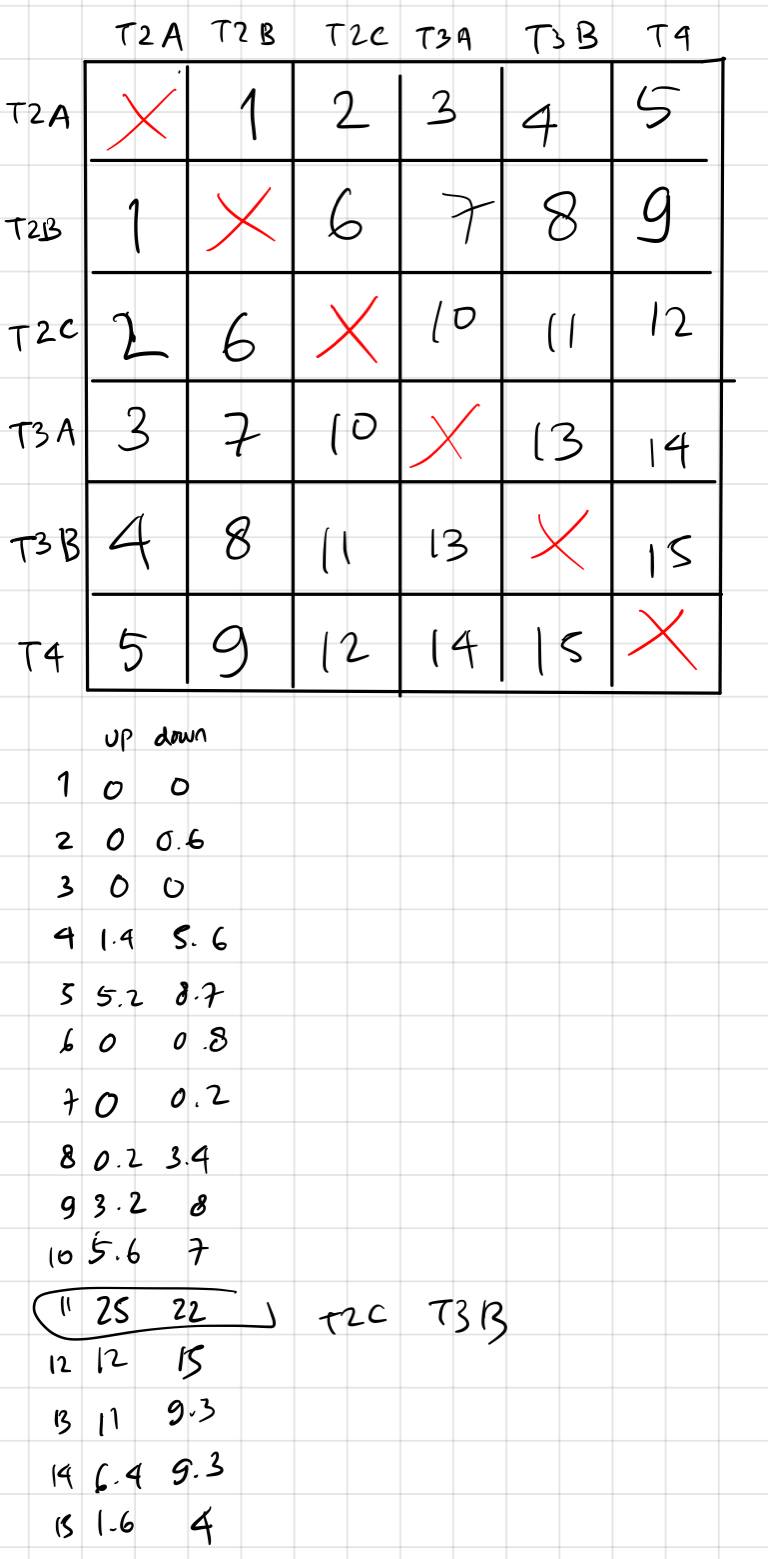 T2A T2B T2C T3A T3B T4
T2A X 1 2 3 4 5
T2B 1 X 6 7 8 9
T2C 2 6 X 10 11 12
T3A 3 7 10 X 13 14
T3B 4 8 11 13 X 15
T4 5 9 12 14 15 X
up down
1 0 0
2 0 0.6
3 0 0
4 1.4 5.6
5 5.2 8.7
6 0 0.8
7 0 0.2
8 0.2 3.4
9 3.2 8
10 5.6 7
11 25 22 T2C T3B
12 12 15
13 11 9.3
14 6.4 9.3
15 1.6 4